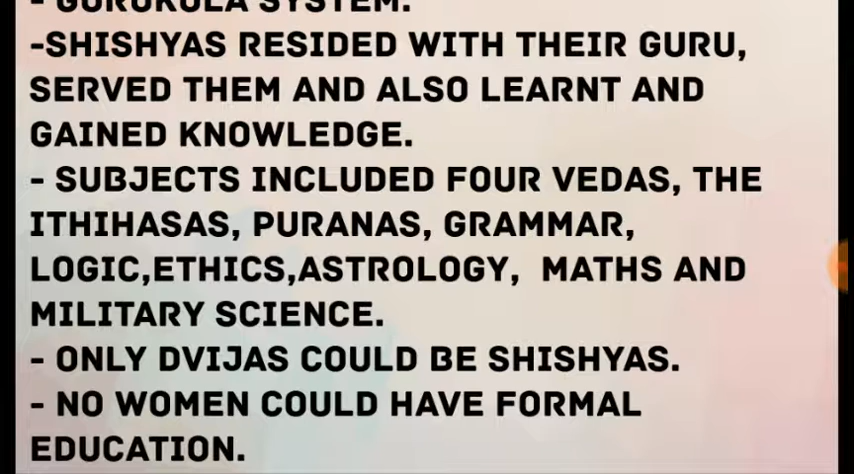 - GURUKULA SYSTEM.
-SHISHYAS RESIDED WITH THEIR GURU,
SERVED THEM AND ALSO LEARNT AND
GAINED KNOWLEDGE.
- SUBJECTS INCLUDED FOUR VEDAS, THE
ITHIHASAS, PURANAS, GRAMMAR,
LOGIC,ETHICS,ASTROLOGY, MATHS AND
MILITARY SCIENCE.
- ONLY DVIJAS COULD BE SHISHYAS.
- NO WOMEN COULD HAVE FORMAL
EDUCATION.